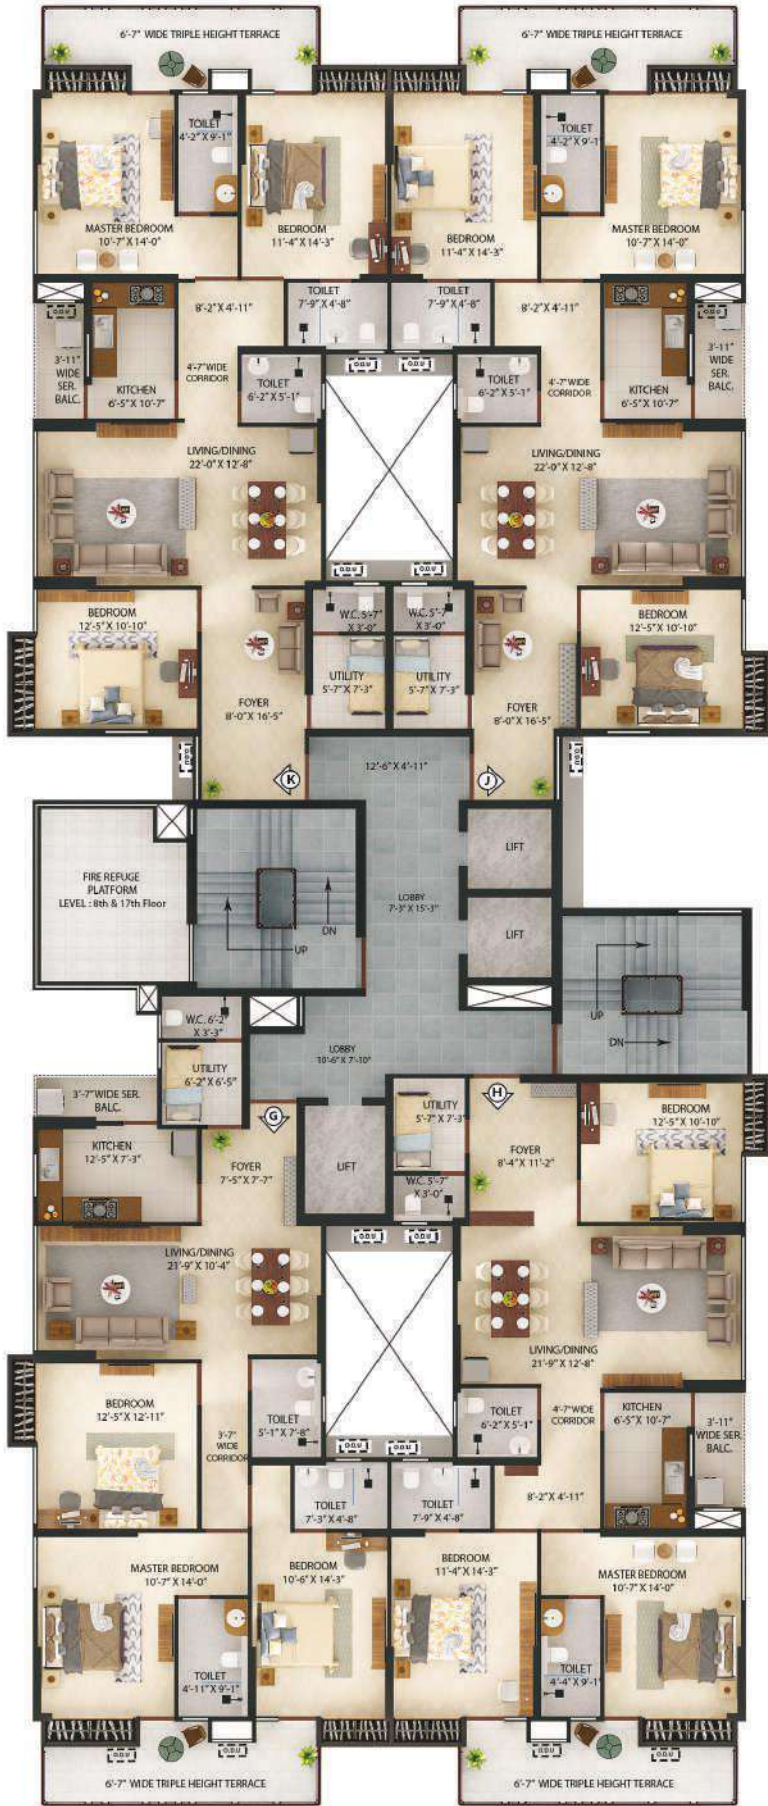 6'-7" WIDE TRIPLE HEIGHT TERRACE
6'-7" WIDE TRIPLE HEIGHT TERRACE
TOILET
4'-2"X 9'-1"
TOILET
4'-2"X 9'-1"
MASTER BEDROOM
10'-7"X 14'-0"
BEDROOM
11'-4"X 14'-3"
BEDROOM
11'-4"X 14'-3"
MASTER BEDROOM
10'-7"X 14'-0"
O.D.U
8'-2"X 4'-11"
TOILET
7'-9"X 4'-8"
TOILET
7'-9"X 4'-8"
8'-2"X 4'-11"
O.D.U
3'-11"
WIDE
SER.
BALC.
KITCHEN
6'-5"X 10'-7"
4'-7"WIDE
CORRIDOR
TOILET
6'-2"X 5'-1"
O.D.U
O.D.U
TOILET
6'-2"X 5'-1"
4'-7"WIDE
CORRIDOR
KITCHEN
6'-5"X 10'-7"
3'-11"
WIDE
SER.
BALC.
LIVING/DINING
22'-0"X 12'-8"
LIVING/DINING
22'-0"X 12'-8"
O.D.U
O.D.U
BEDROOM
12'-5"X 10'-10"
W.C. 5'-7"
X 3'-0"
W.C. 5'-7
X 3'-0"
BEDROOM
12'-5"X 10'-10"
UTILITY
5'-7"X 7'-3"
UTILITY
5'-7"X 7'-3"
FOYER
8'-0"X 16'-5"
FOYER
8'-0"X 16'-5"
O.D.U
12'-6"X 4'-11"
O.D.U
K
J
LIFT
FIRE REFUGE
PLATFORM
LEVEL : 8th & 17th Floor
LOBBY
7'-3"X 15'-3"
LIFT
DN
UP
UP
DN
W.C. 6'-2"
X 3'-3"
LOBBY
10'-6"X 7'-10"
UTILITY
6'-2"X 6'-5"
3'-7"WIDE SER.
BALC.
G
H
UTILITY
5'-7"X 7'-3"
BEDROOM
12'-5"X 10'-10"
KITCHEN
12'-5"X 7'-3"
FOYER
7'-5"X 7'-7"
LIFT
FOYER
8'-4"X 11'-2"
W.C. 5'-7"
X 3'-0"
O.D.U
O.D.U
LIVING/DINING
21'-9"X 10'-4"
LIVING/DINING
21'-9"X 12'-8"
BEDROOM
12'-5"X 12'-11"
3'-7"
WIDE
CORRIDOR
TOILET
5'-1"X 7'-8"
O.D.U
O.D.U
TOILET
6'-2"X 5'-1"
4'-7"WIDE
CORRIDOR
KITCHEN
6'-5"X 10'-7"
3'-11"
WIDE SER.
BALC.
TOILET
7'-3"X 4'-8"
TOILET
7'-9"X 4'-8"
8'-2"X 4'-11"
MASTER BEDROOM
10'-7"X 14'-0"
BEDROOM
10'-6"X 14'-3"
BEDROOM
11'-4"X 14'-3"
MASTER BEDROOM
10'-7"X 14'-0"
TOILET
4'-11"X 9'-1"
TOILET
4'-4"X 9'-1"
O.D.U
O.D.U
O.D.U
O.D.U
6'-7" WIDE TRIPLE HEIGHT TERRACE
6'-7" WIDE TRIPLE HEIGHT TERRACE